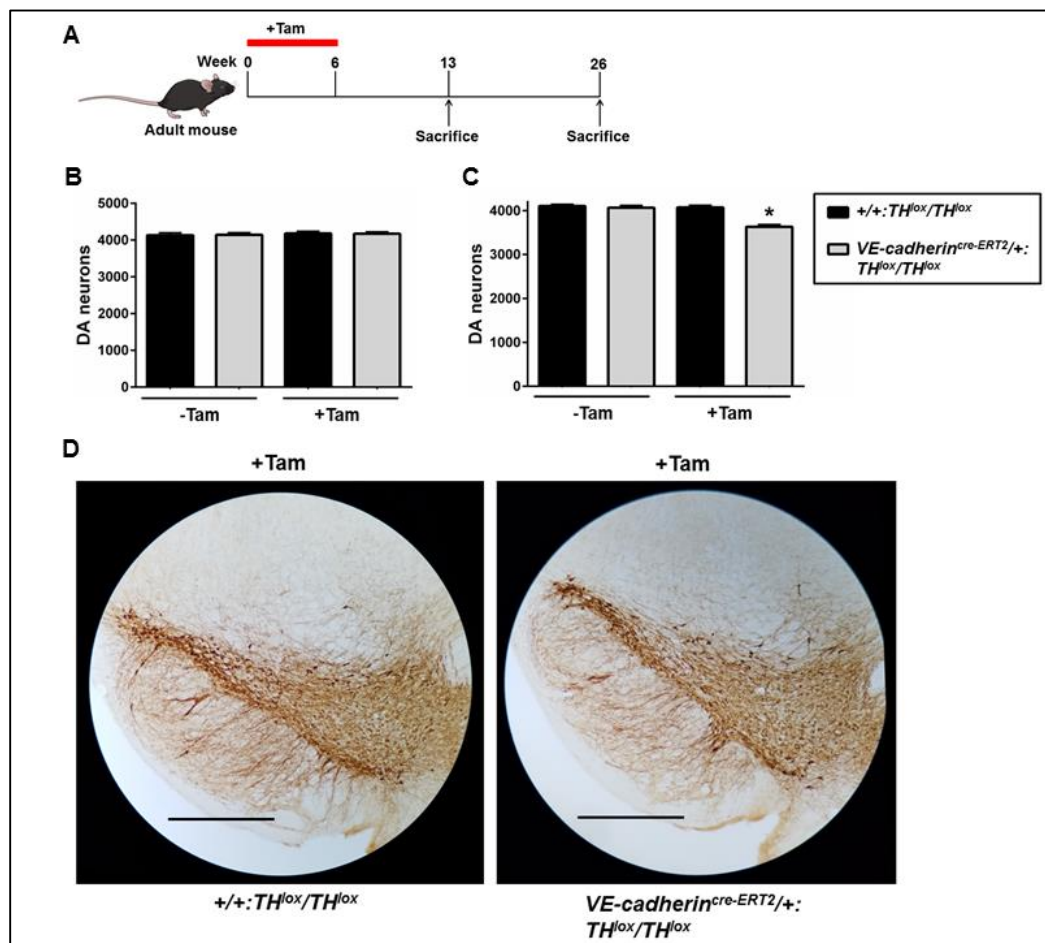 A
+Tam
Week 0 6 13 26
Adult mouse
Sacrifice Sacrifice
B
DA neurons
5000
4000
3000
2000
1000
0
-Tam +Tam
C
DA neurons
4000
3000
2000
1000
0
*
-Tam +Tam
+/+:TH^lox/TH^lox
VE-cadherin^cre-ERT2/+:
TH^lox/TH^lox
D
+Tam +Tam
+/+:TH^lox/TH^lox
VE-cadherin^cre-ERT2/+:
TH^lox/TH^lox